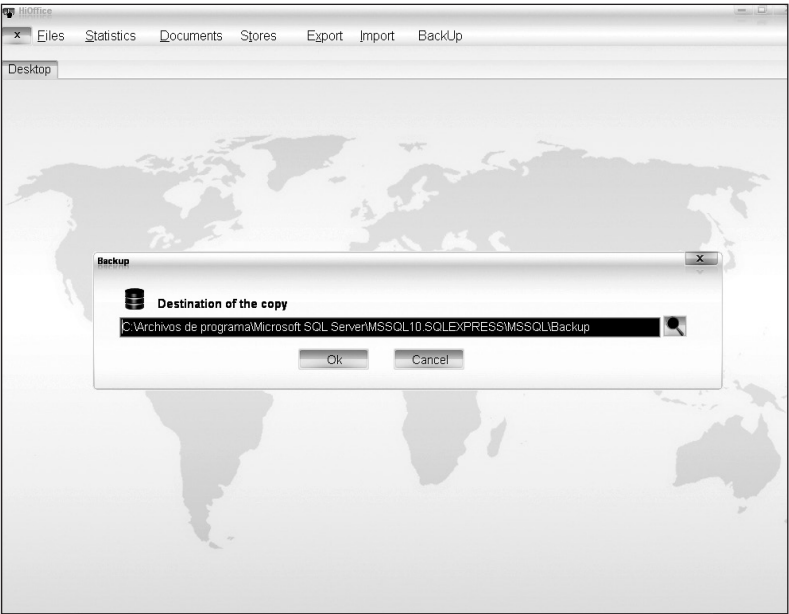 HiOffice
x Files Statistics Documents Stores Export Import BackUp
Desktop
Backup
x
Destination of the copy
C:\Archivos de programa\Microsoft SQL Server\MSSQL10.SQLEXPRESS\MSSQL\Backup
Ok Cancel